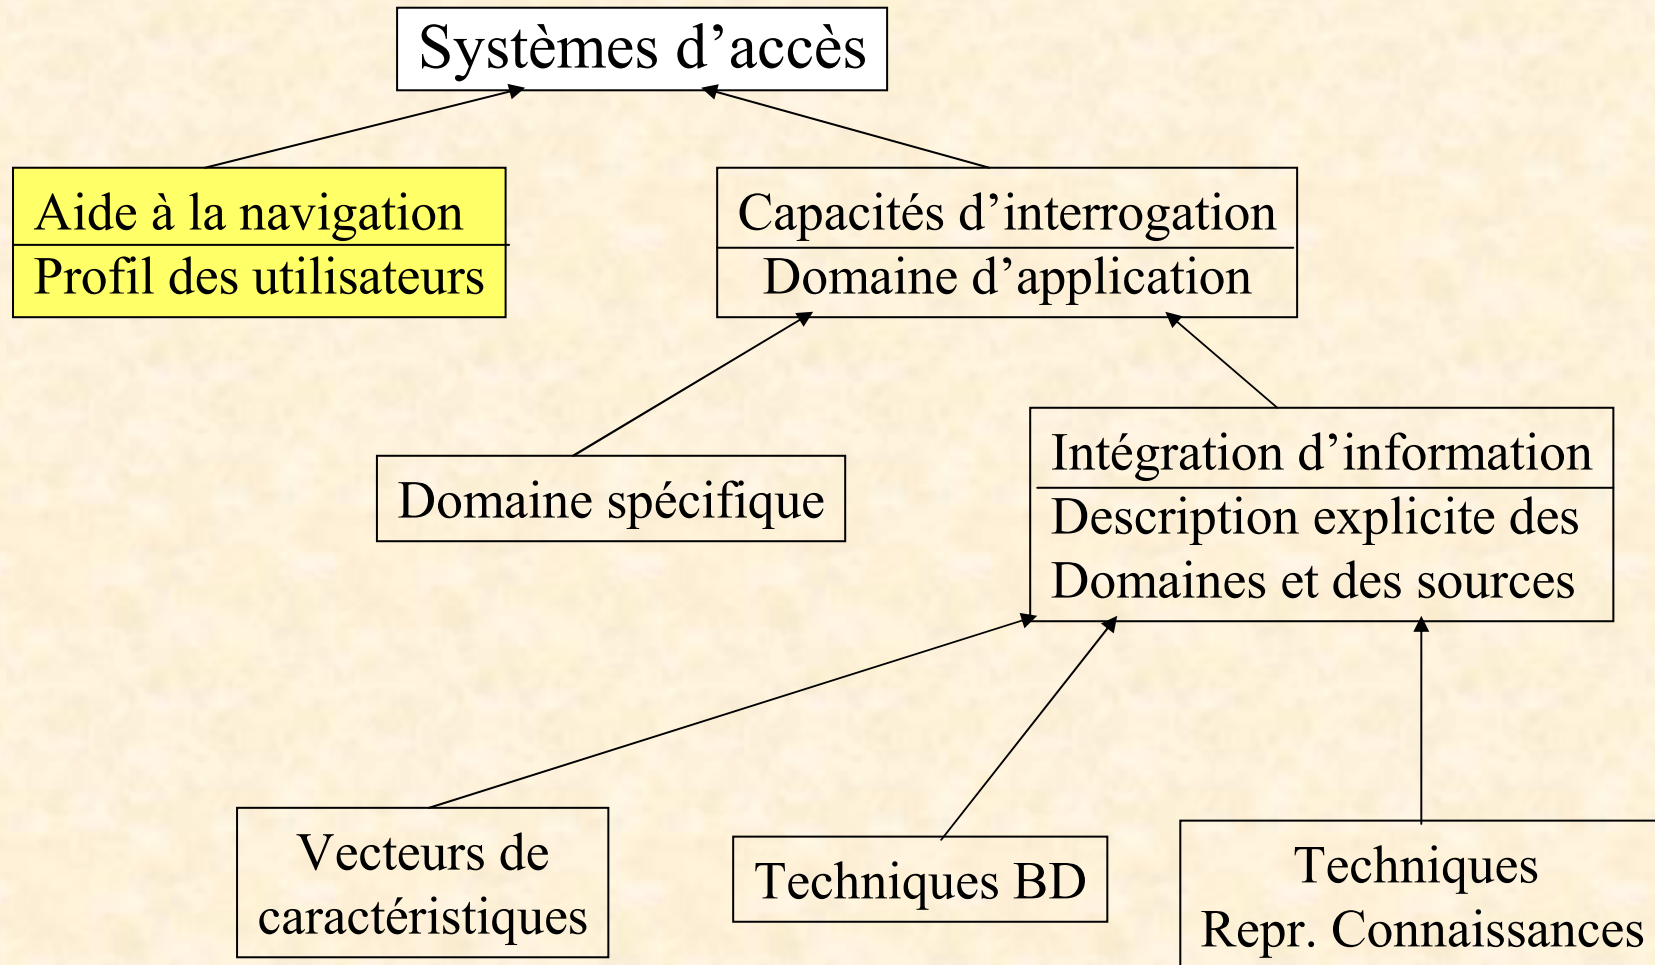 Systèmes d’accès
Aide à la navigation
Profil des utilisateurs
Capacités d’interrogation
Domaine d’application
Domaine spécifique
Intégration d’information
Description explicite des
Domaines et des sources
Vecteurs de
caractéristiques
Techniques BD
Techniques
Repr. Connaissances